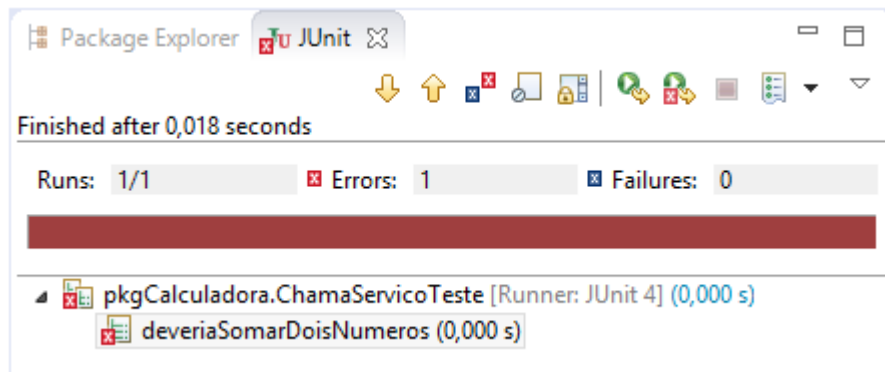 Package Explorer JUnit
Finished after 0,018 seconds
Runs: 1/1 Errors: 1 Failures: 0
pkgCalculadora.ChamaServicoTeste [Runner: JUnit 4] (0,000 s)
deveriaSomarDoisNumeros (0,000 s)